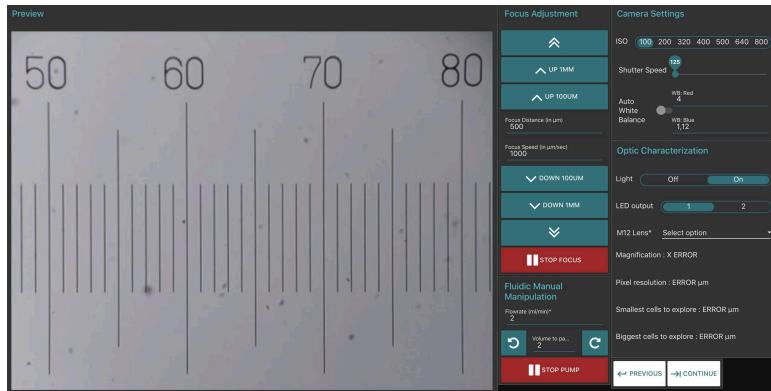 Preview
50 60 70 80
Focus Adjustment
UP 1MM
UP 100UM
Focus Distance (in μm)
500
Focus Speed (in μm/sec)
1000
DOWN 100UM
DOWN 1MM
STOP FOCUS
Fluidic Manual
Manipulation
Flowrate (ml/min)*
2
Volume to pa...
2
STOP PUMP
Camera Settings
ISO 100 200 320 400 500 640 800
125
Shutter Speed
Auto
White
Balance
WB: Red
4
WB: Blue
1,12
Optic Characterization
Light Off On
LED output 1 2
M12 Lens* Select option
Magnification : X ERROR
Pixel resolution : ERROR μm
Smallest cells to explore : ERROR μm
Biggest cells to explore : ERROR μm
PREVIOUS CONTINUE